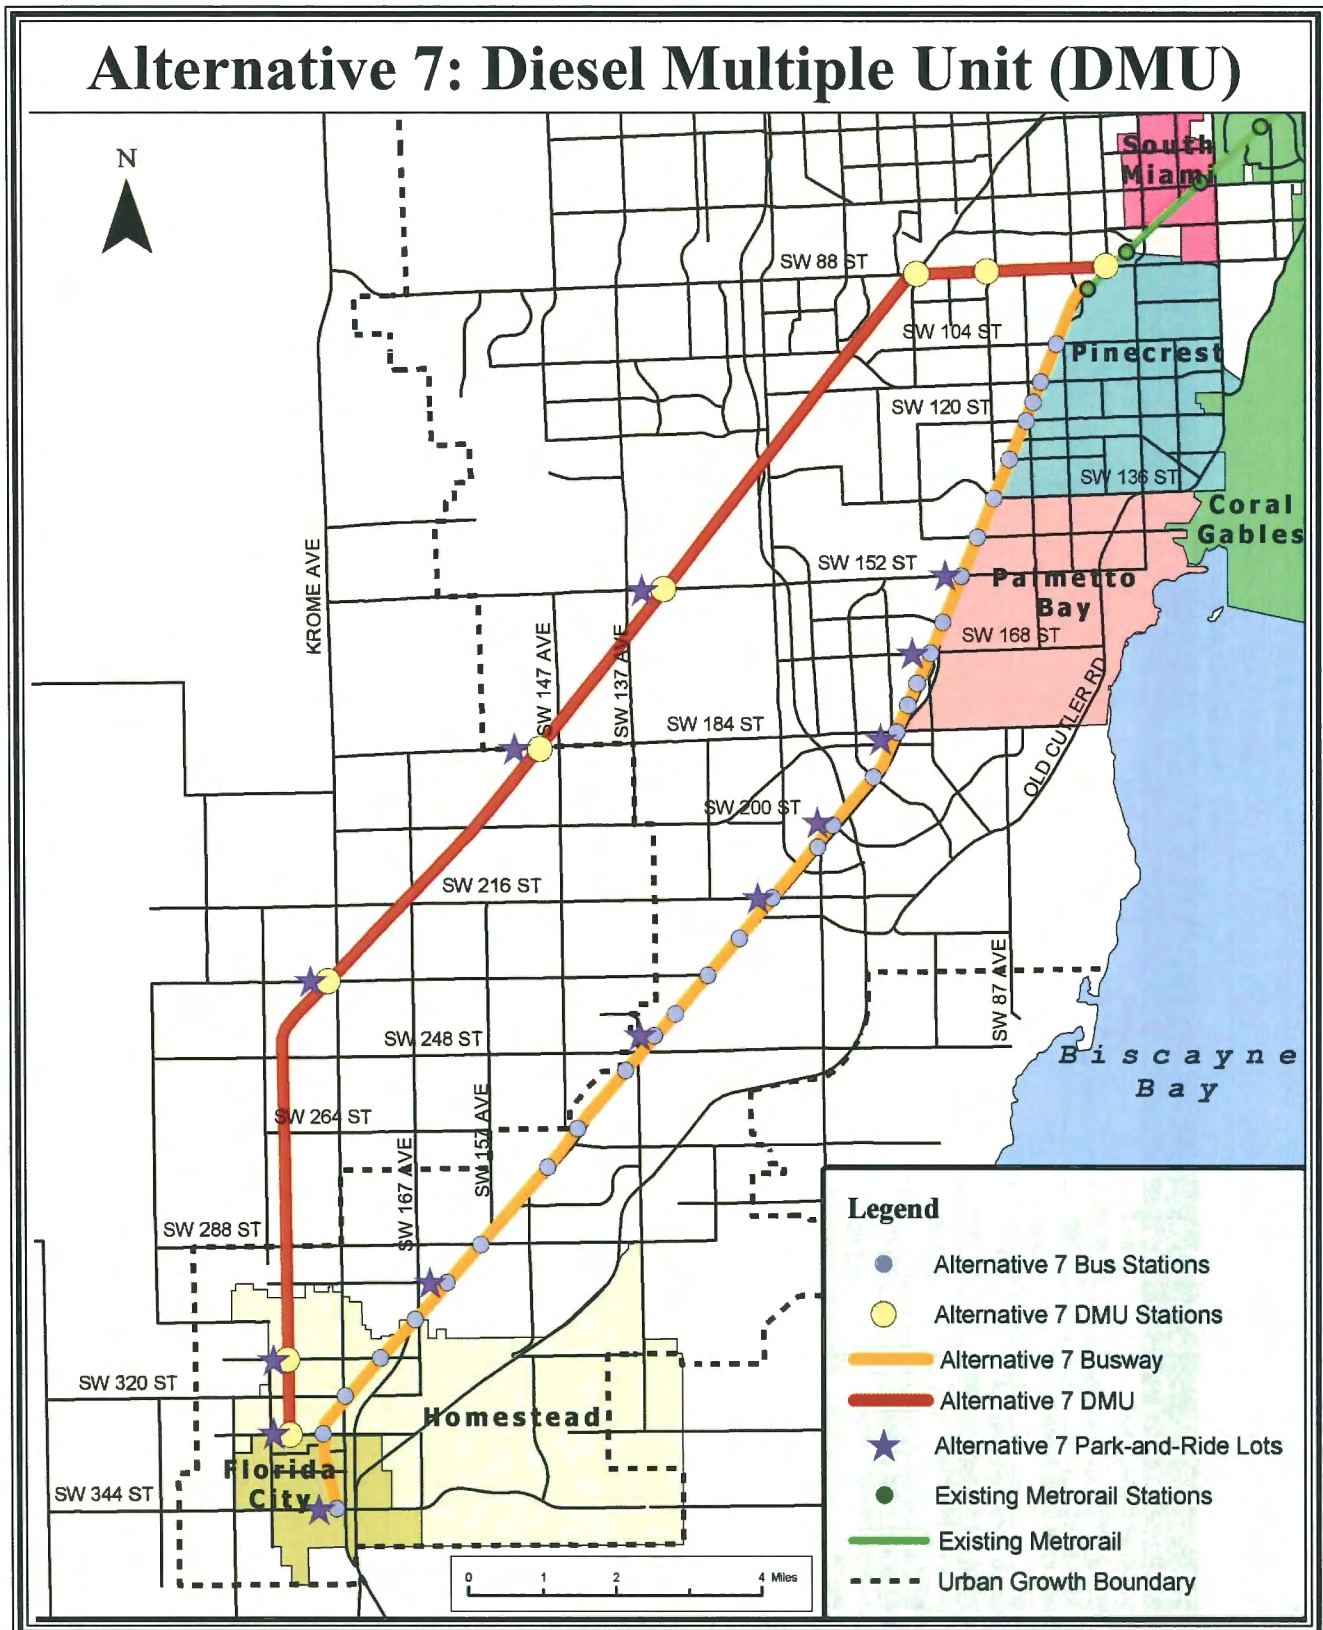 Alternative 7: Diesel Multiple Unit (DMU)
N
South
Miami
SW 88 ST
SW 104 ST
Pinecrest
SW 120 ST
SW 136 ST
Coral
Gables
KROME AVE
SW 152 ST
Palmetto
Bay
SW 147 AVE
SW 137 AVE
SW 168 ST
OLD CUTLER RD
SW 184 ST
SW 200 ST
SW 216 ST
SW 87 AVE
SW 248 ST
Biscayne
Bay
SW 264 ST
SW 157 AVE
SW 167 AVE
SW 288 ST
SW 320 ST
Homestead
Florida
City
SW 344 ST
Legend
Alternative 7 Bus Stations
Alternative 7 DMU Stations
Alternative 7 Busway
Alternative 7 DMU
Alternative 7 Park-and-Ride Lots
Existing Metrorail Stations
Existing Metrorail
Urban Growth Boundary
0 1 2 4 Miles